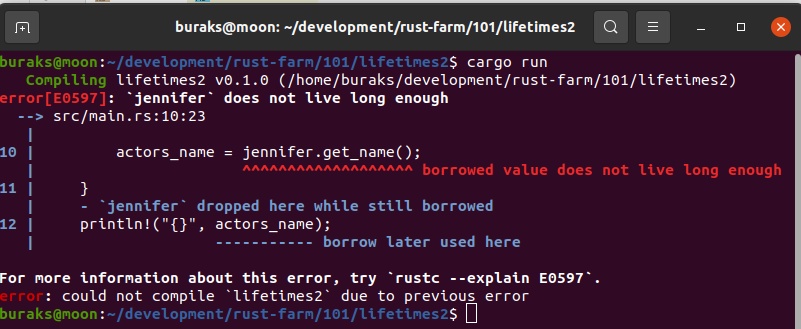 buraks@moon: ~/development/rust-farm/101/lifetimes2
buraks@moon:~/development/rust-farm/101/lifetimes2$ cargo run
   Compiling lifetimes2 v0.1.0 (/home/buraks/development/rust-farm/101/lifetimes2)
error[E0597]: `jennifer` does not live long enough
  --> src/main.rs:10:23
   |
10 |         actors_name = jennifer.get_name();
   |                       ^^^^^^^^^^^^^^^^^^^ borrowed value does not live long enough
11 |     }
   |     - `jennifer` dropped here while still borrowed
12 |     println!("{}", actors_name);
   |                    ----------- borrow later used here

For more information about this error, try `rustc --explain E0597`.
error: could not compile `lifetimes2` due to previous error
buraks@moon:~/development/rust-farm/101/lifetimes2$